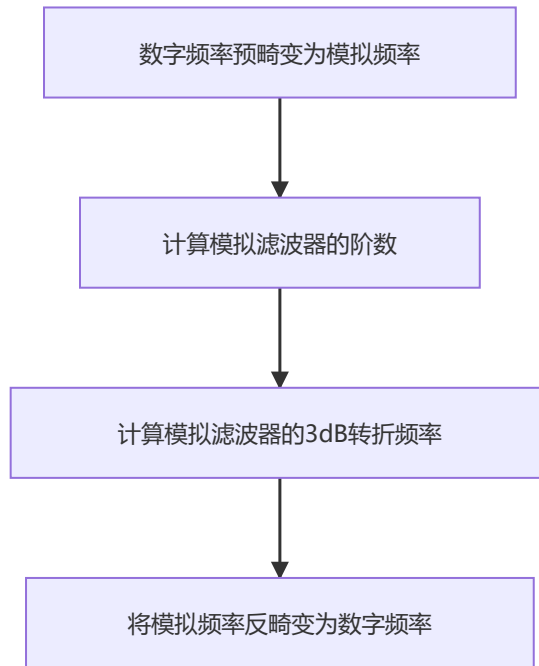 数字频率预畸变为模拟频率
计算模拟滤波器的阶数
计算模拟滤波器的3dB转折频率
将模拟频率反畸变为数字频率